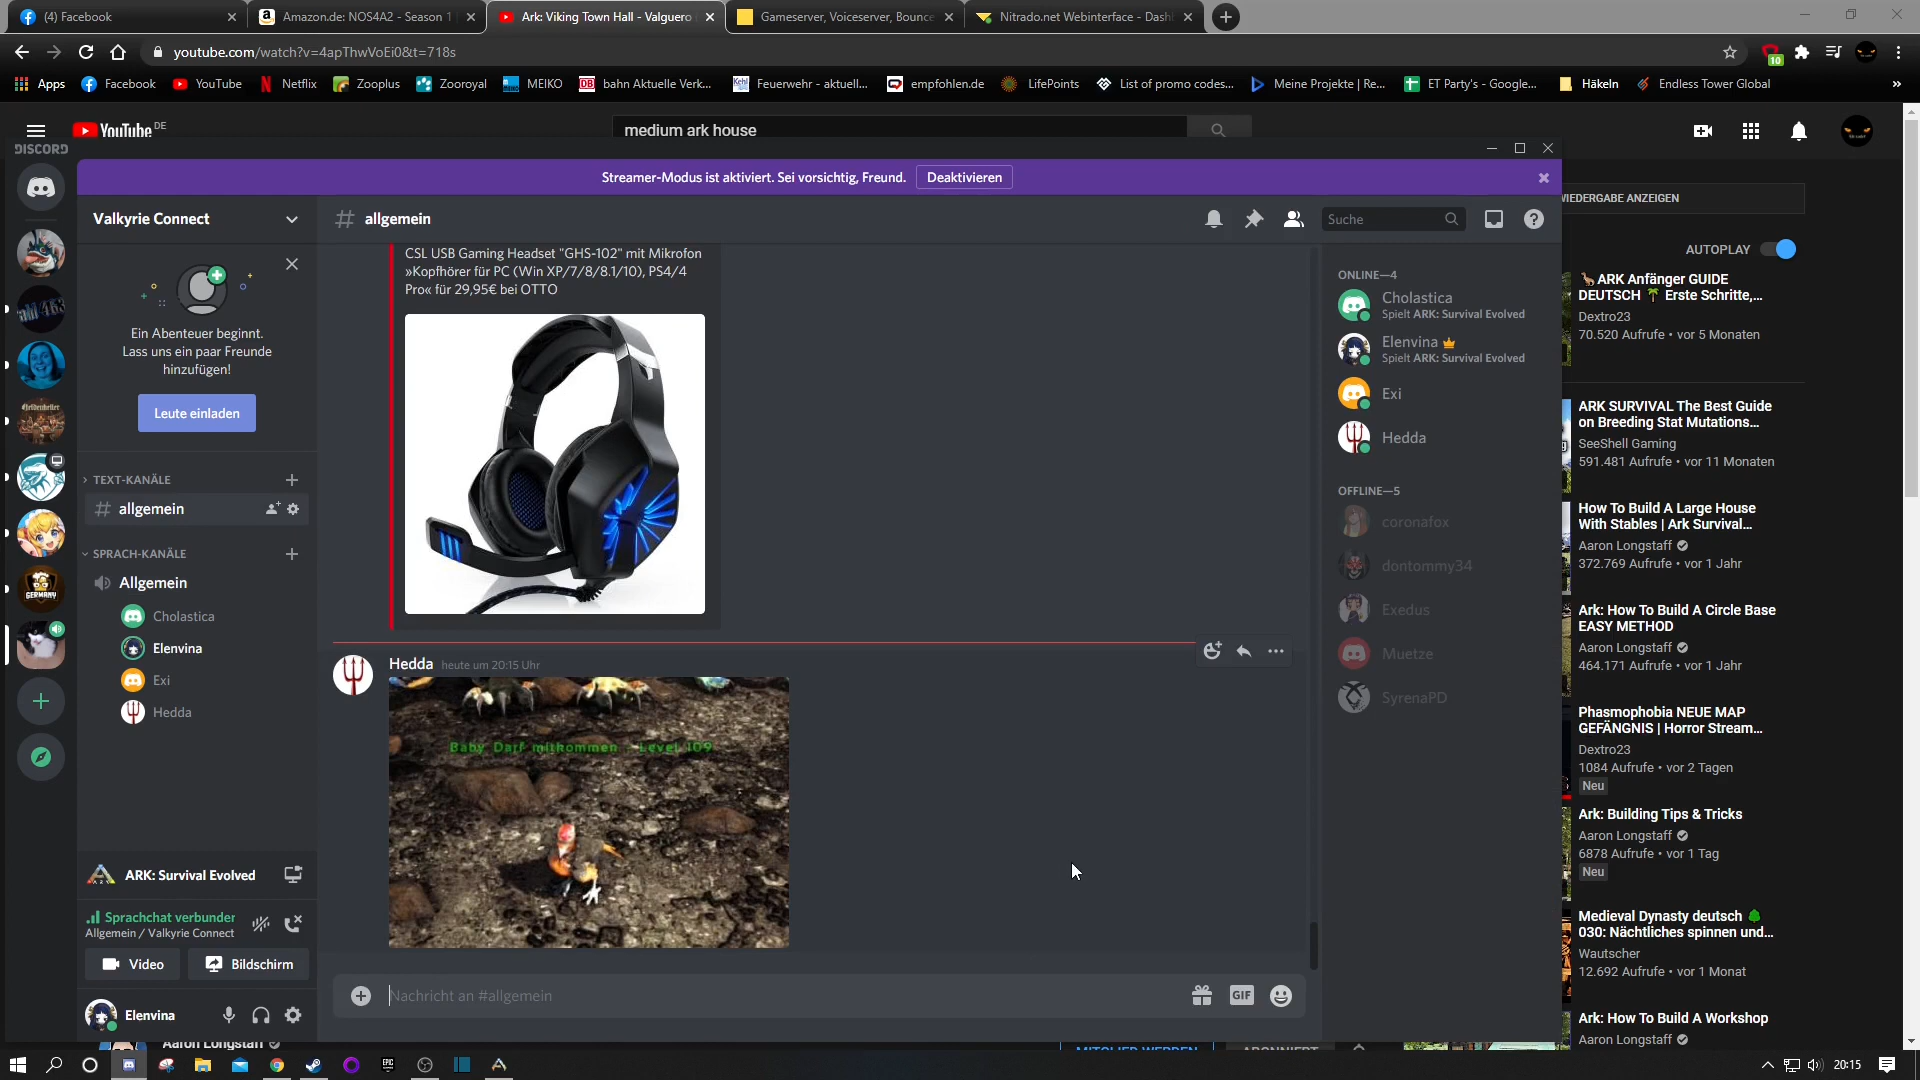 (4) Facebook
Amazon.de: NOS4A2 - Season 1
Ark: Viking Town Hall - Valguero
Gameserver, Voiceserver, Bounce
Nitrado.net Webinterface - Dash
youtube.com/watch?v=4apThwVoEi0&t=718s
10
Apps
Facebook
YouTube
Netflix
Zooplus
Zooroyal
MEIKO
bahn Aktuelle Verk...
Feuerwehr - aktuell...
empfohlen.de
LifePoints
List of promo codes...
Meine Projekte | Re...
ET Party's - Google...
Häkeln
Endless Tower Global
»
YouTube DE
medium ark house
DISCORD
Streamer-Modus ist aktiviert. Sei vorsichtig, Freund.
Deaktivieren
Valkyrie Connect
allgemein
Suche
Ein Abenteuer beginnt.
Lass uns ein paar Freunde
hinzufügen!
Leute einladen
TEXT-KANÄLE
allgemein
SPRACH-KANÄLE
Allgemein
Cholastica
Elenvina
Exi
Hedda
GERMANY
ARK: Survival Evolved
Sprachchat verbunden
Allgemein / Valkyrie Connect
Video
Bildschirm
Elenvina
CSL USB Gaming Headset "GHS-102" mit Mikrofon
»Kopfhörer für PC (Win XP/7/8/8.1/10), PS4/4
Pro« für 29,95€ bei OTTO
Hedda heute um 20:15 Uhr
Baby Darf mitkommen - Level 109
Nachricht an #allgemein
GIF
ONLINE—4
Cholastica
Spielt ARK: Survival Evolved
Elenvina
Spielt ARK: Survival Evolved
Exi
Hedda
OFFLINE—5
coronafox
dontommy34
Exedus
Muetze
SyrenaPD
WIEDERGABE ANZEIGEN
AUTOPLAY
ARK Anfänger GUIDE
DEUTSCH Erste Schritte,...
Dextro23
70.520 Aufrufe • vor 5 Monaten
ARK SURVIVAL The Best Guide
on Breeding Stat Mutations...
SeeShell Gaming
591.481 Aufrufe • vor 11 Monaten
How To Build A Large House
With Stables | Ark Survival...
Aaron Longstaff
372.769 Aufrufe • vor 1 Jahr
Ark: How To Build A Circle Base
EASY METHOD
Aaron Longstaff
464.171 Aufrufe • vor 1 Jahr
Phasmophobia NEUE MAP
GEFÄNGNIS | Horror Stream...
Dextro23
1084 Aufrufe • vor 2 Tagen
Neu
Ark: Building Tips & Tricks
Aaron Longstaff
6878 Aufrufe • vor 1 Tag
Neu
Medieval Dynasty deutsch
030: Nächtliches spinnen und...
Wautscher
12.692 Aufrufe • vor 1 Monat
Ark: How To Build A Workshop
Aaron Longstaff
Aaron Longstaff
MITGLIED WERDEN
ABONNIERT
20:15